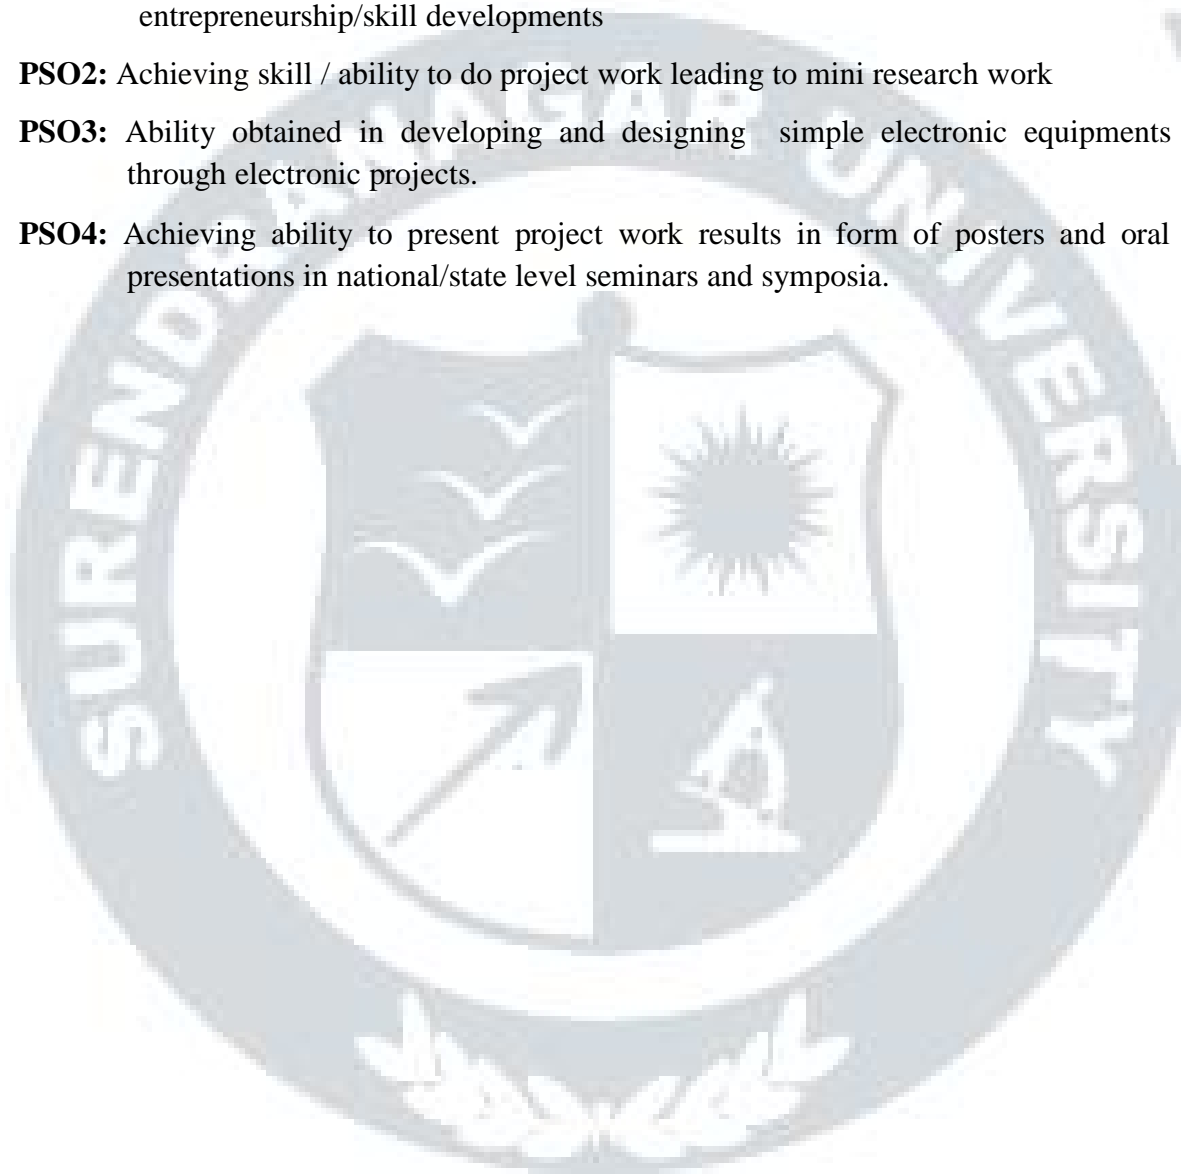 entrepreneurship/skill developments
PSO2: Achieving skill / ability to do project work leading to mini research work
PSO3: Ability obtained in developing and designing simple electronic equipments
through electronic projects.
PSO4: Achieving ability to present project work results in form of posters and oral
presentations in national/state level seminars and symposia.
SURENDRANAGAR UNIVERSITY